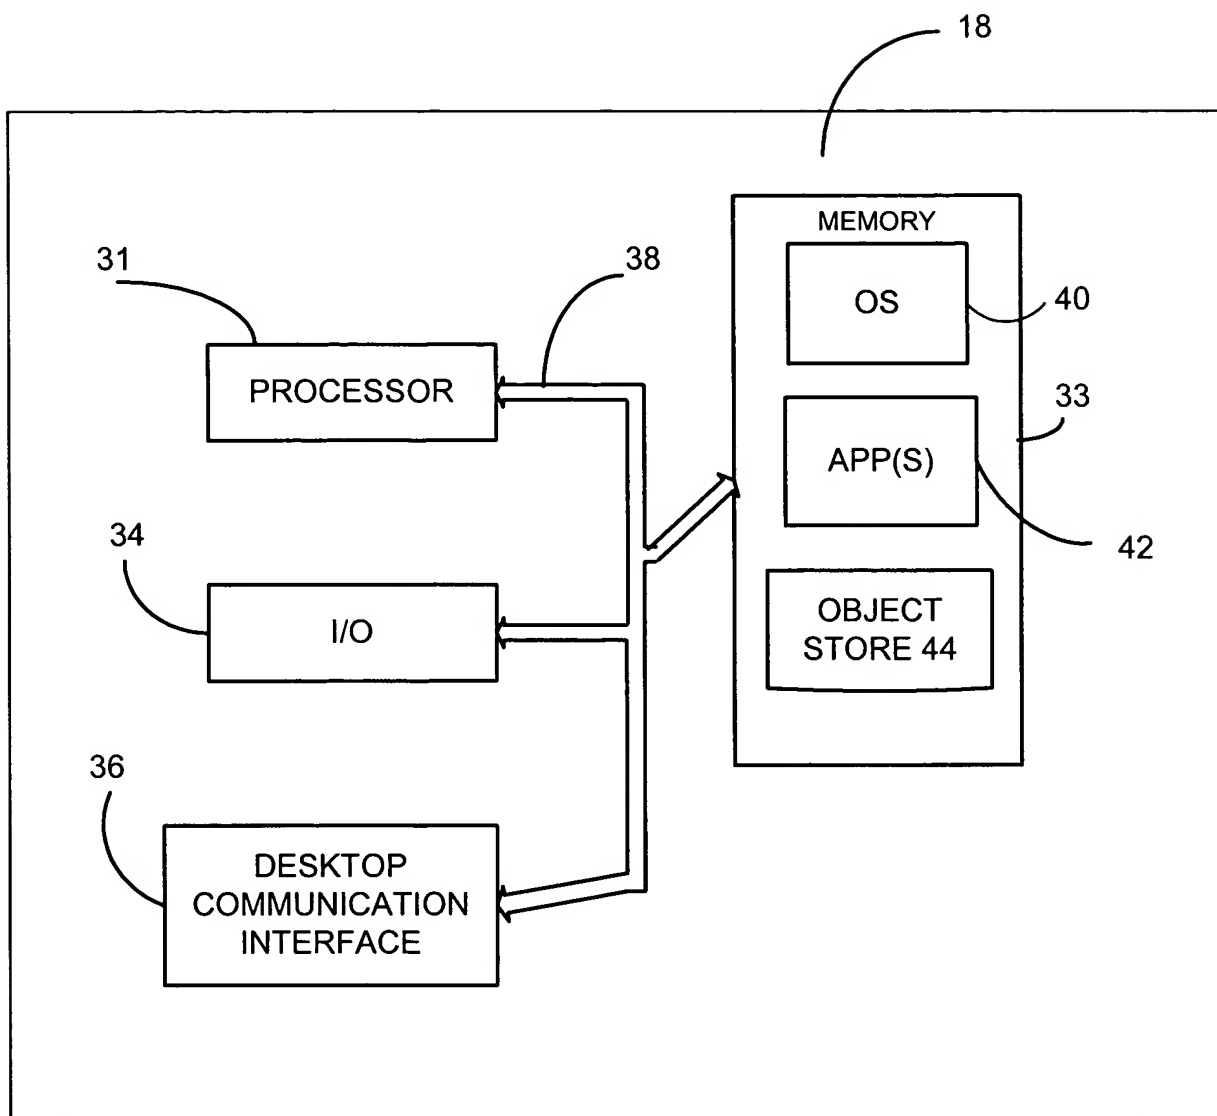 18
MEMORY
31
38
OS
40
PROCESSOR
33
APP(S)
34
42
I/O
OBJECT
STORE 44
36
DESKTOP
COMMUNICATION
INTERFACE